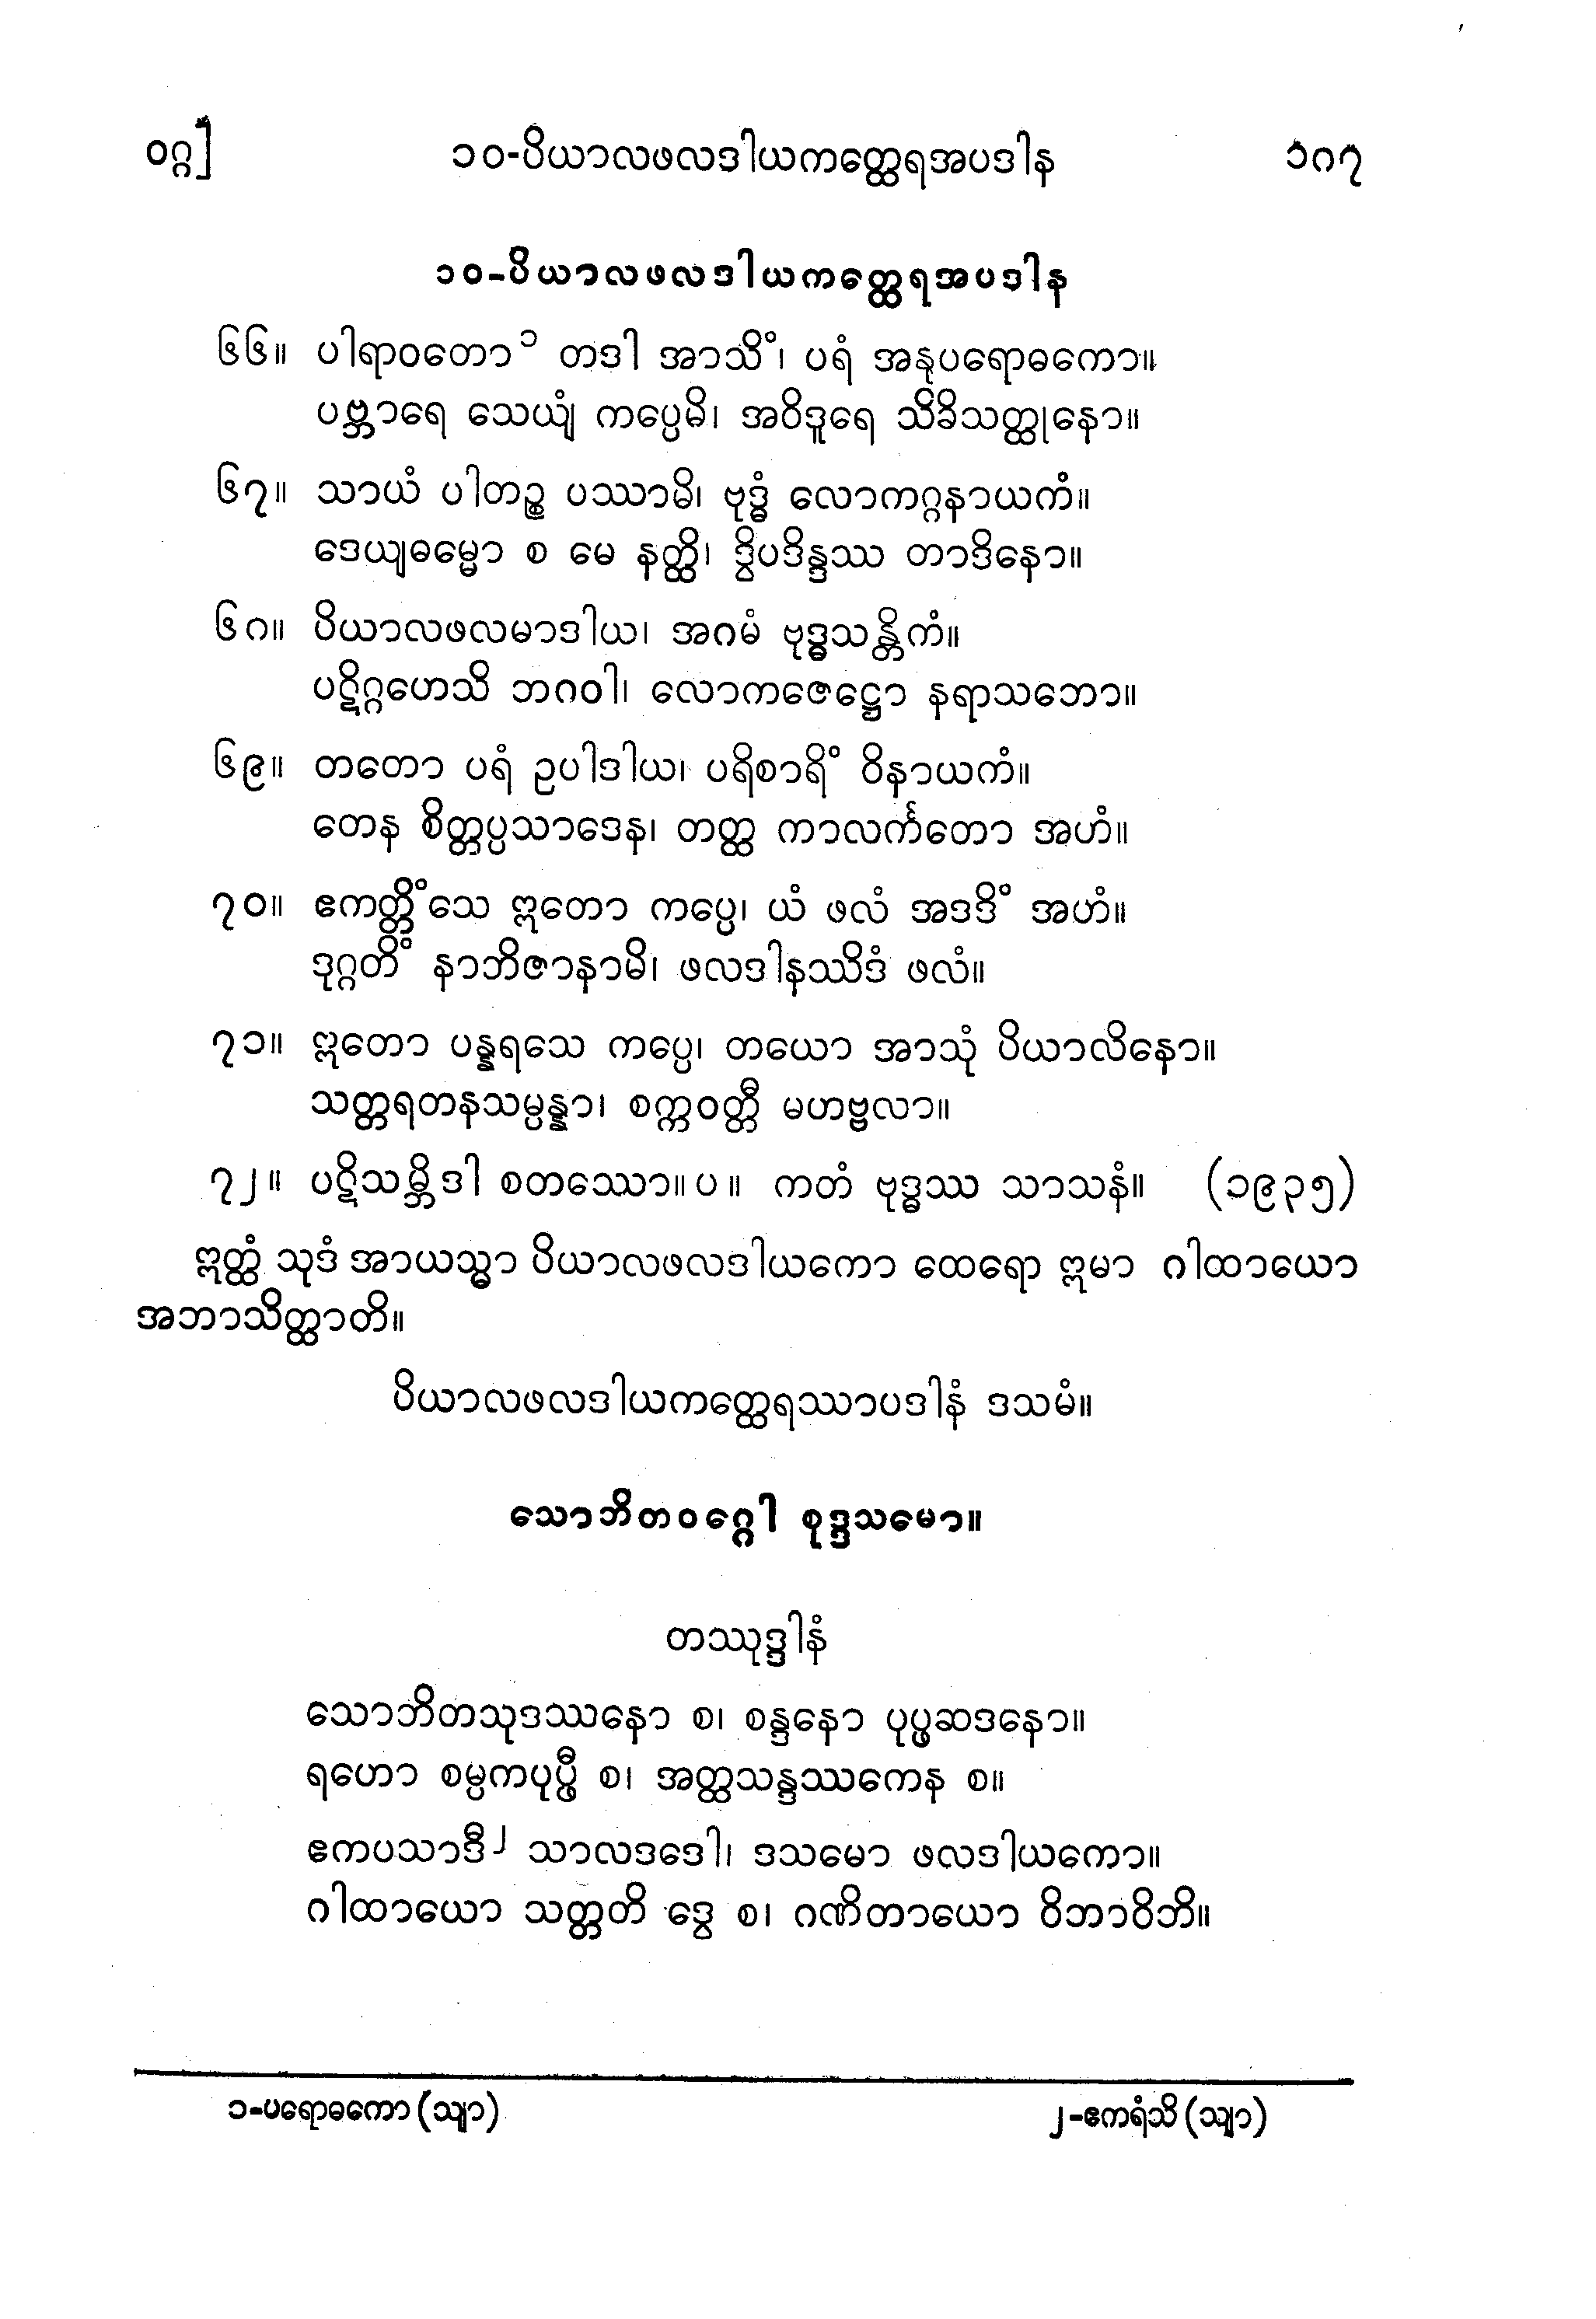 ဝဂ္ဂ] ၁၀-ပိယာလဖလဒါယကတ္ထေရအပဒါန ၁၈၇
၁၀-ပိယာလဖလဒါယကတ္ထေရအပဒါန
၆၆။ ပါရာဝတော၁ တဒါ အာသိံ၊ ပရံ အနုပရောဓကော။
ပဗ္ဘာရေ သေယျံ ကပ္ပေမိ၊ အဝိဒူရေ သိခိသတ္ထုနော။
၆၇။ သာယံ ပါတဉ္စ ပဿာမိ၊ ဗုဒ္ဓံ လောကဂ္ဂနာယကံ။
ဒေယျဓမ္မော စ မေ နတ္ထိ၊ ဒွိပဒိန္ဒဿ တာဒိနော။
၆၈။ ပိယာလဖလမာဒါယ၊ အဂမံ ဗုဒ္ဓသန္တိကံ။
ပဋိဂ္ဂဟေသိ ဘဂဝါ၊ လောကဇေဋ္ဌော နရာသဘော။
၆၉။ တတော ပရံ ဥပါဒါယ၊ ပရိစာရိံ ဝိနာယကံ။
တေန စိတ္တပ္ပသာဒေန၊ တတ္ထ ကာလင်္ကတော အဟံ။
၇၀။ ဧကတ္တိံသေ ဣတော ကပ္ပေ၊ ယံ ဖလံ အဒဒိံ အဟံ။
ဒုဂ္ဂတိံ နာဘိဇာနာမိ၊ ဖလဒါနဿိဒံ ဖလံ။
၇၁။ ဣတော ပန္နရသေ ကပ္ပေ၊ တယော အာသုံ ပိယာလိနော။
သတ္တရတနသမ္ပန္နာ၊ စက္ကဝတ္တီ မဟဗ္ဗလာ။
၇၂။ ပဋိသမ္ဘိဒါ စတဿော။ပ။ ကတံ ဗုဒ္ဓဿ သာသနံ။ (၁၉၃၅)
ဣတ္ထံ သုဒံ အာယသ္မာ ပိယာလဖလဒါယကော ထေရော ဣမာ ဂါထာယော
အဘာသိတ္ထာတိ။
ပိယာလဖလဒါယကတ္ထေရဿာပဒါနံ ဒသမံ။
သောဘိတဝဂ္ဂေါ စုဒ္ဒသမော။
တဿုဒ္ဒါနံ
သောဘိတသုဒဿနော စ၊ စန္ဒနော ပုပ္ဖဆဒနော။
ရဟော စမ္ပကပုပ္ဖီ စ၊ အတ္ထသန္ဒဿကေန စ။
ဧကပသာဒီ၂ သာလဒဒေါ၊ ဒသမော ဖလဒါယကော။
ဂါထာယော သတ္တတိ ဒွေ စ၊ ဂဏိတာယော ဝိဘာဝိဘိ။
၁-ပရောဓကော (သျာ) ၂-ဧကရံသိ (သျာ)